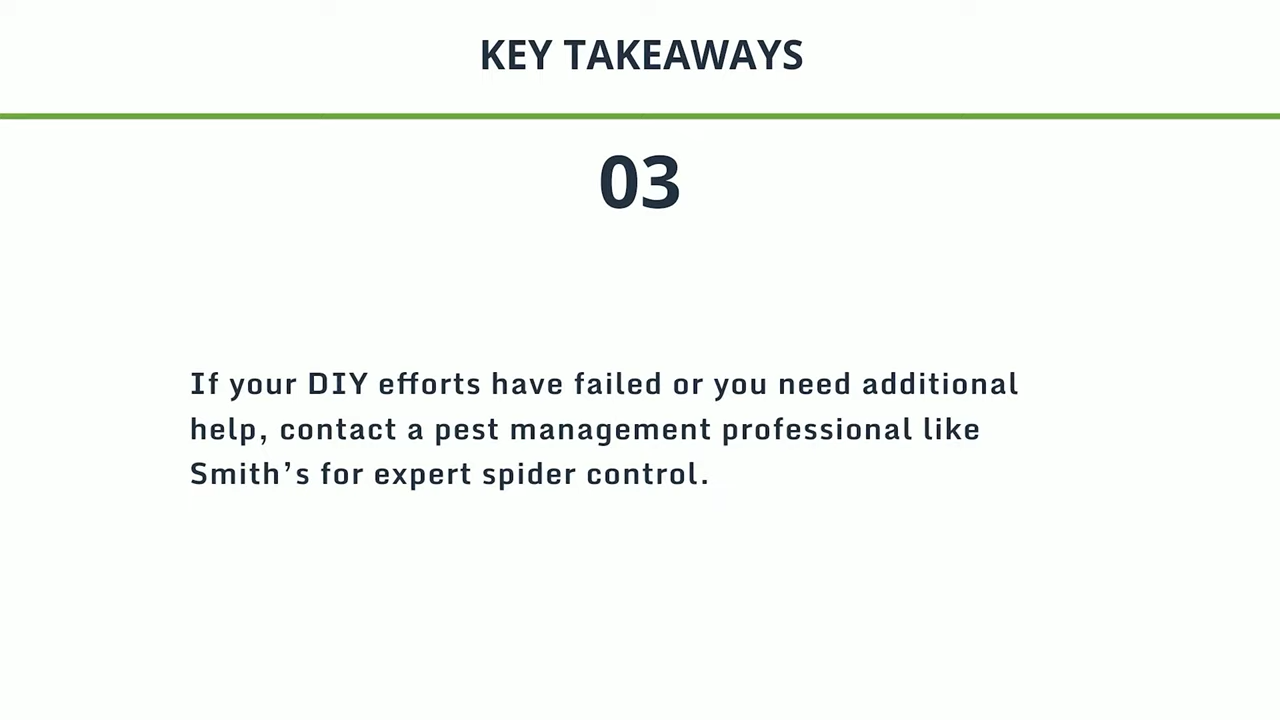 KEY TAKEAWAYS
03
If your DIY efforts have failed or you need additional
help, contact a pest management professional like
Smith’s for expert spider control.